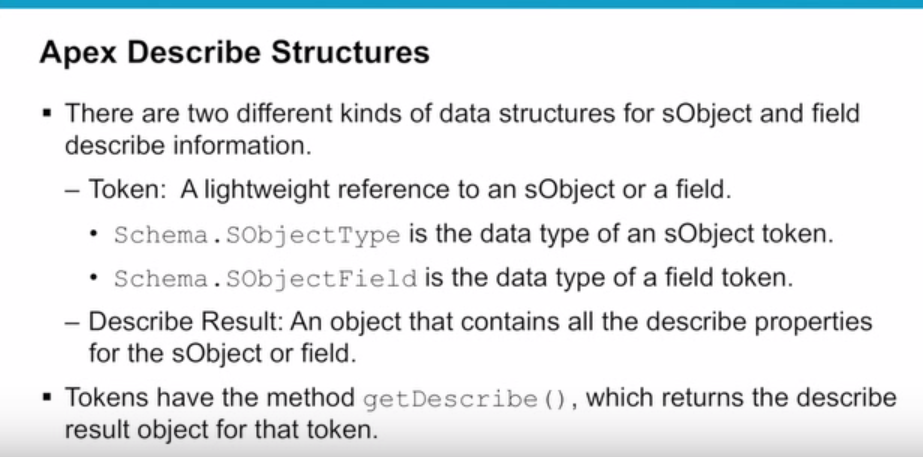 Apex Describe Structures
▪ There are two different kinds of data structures for sObject and field
describe information.
– Token: A lightweight reference to an sObject or a field.
• Schema.SObjectType is the data type of an sObject token.
• Schema.SObjectField is the data type of a field token.
– Describe Result: An object that contains all the describe properties
for the sObject or field.
▪ Tokens have the method getDescribe(), which returns the describe
result object for that token.